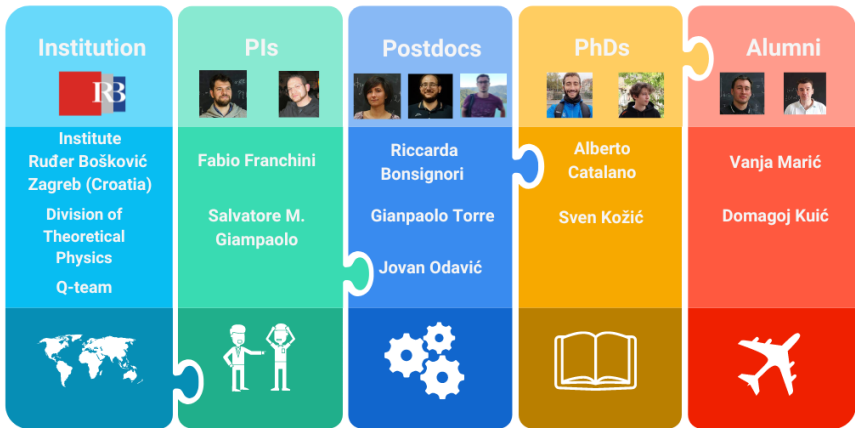 Institution
IRB
Institute
Ruđer Bošković
Zagreb (Croatia)
Division of
Theoretical
Physics
Q-team
PIs
Fabio Franchini
Salvatore M.
Giampaolo
Postdocs
Riccarda
Bonsignori
Gianpaolo Torre
Jovan Odavić
PhDs
Alberto
Catalano
Sven Kožić
Alumni
Vanja Marić
Domagoj Kuić